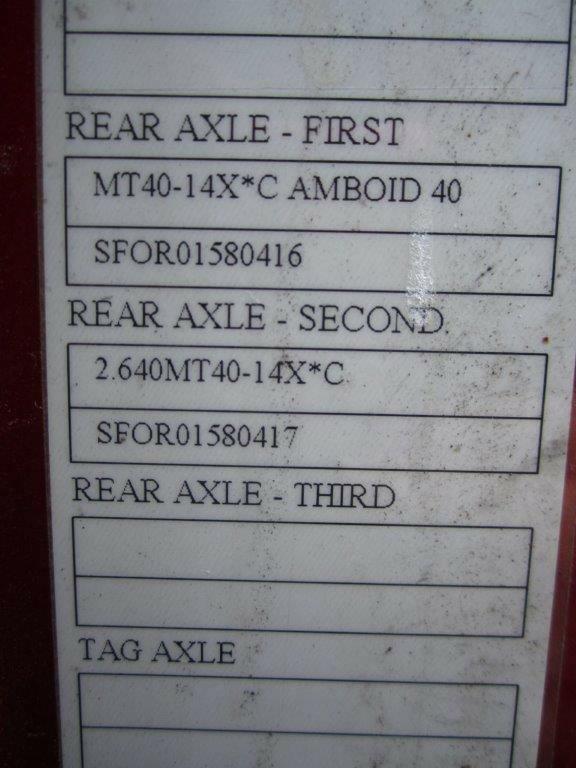 REAR AXLE - FIRST
MT40-14X*C AMBOID 40
SFOR01580416
REAR AXLE - SECOND
2.640MT40-14X*C
SFOR01580417
REAR AXLE - THIRD
TAG AXLE